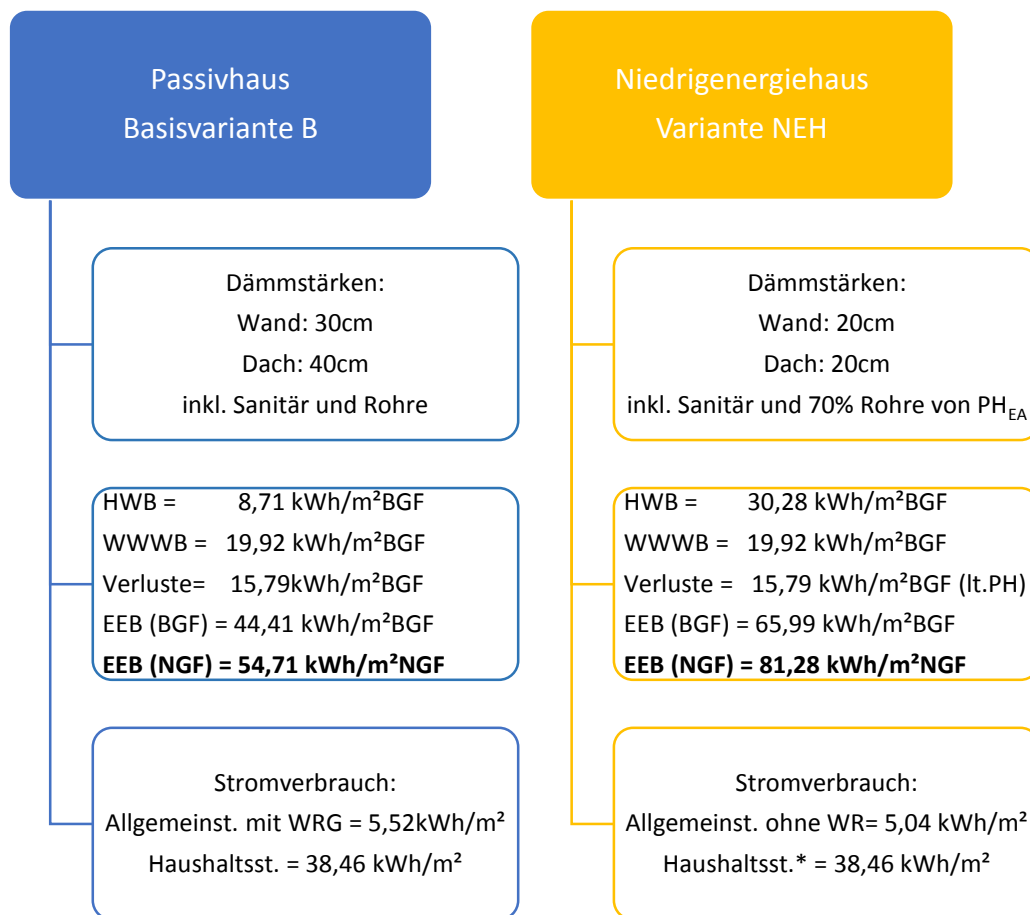 Passivhaus
Basisvariante B
Dämmstärken:
Wand: 30cm
Dach: 40cm
inkl. Sanitär und Rohre
HWB = 8,71 kWh/m²BGF
WWWB = 19,92 kWh/m²BGF
Verluste= 15,79kWh/m²BGF
EEB (BGF) = 44,41 kWh/m²BGF
EEB (NGF) = 54,71 kWh/m²NGF
Stromverbrauch:
Allgemeinst. mit WRG = 5,52kWh/m²
Haushaltsst. = 38,46 kWh/m²
Niedrigenergiehaus
Variante NEH
Dämmstärken:
Wand: 20cm
Dach: 20cm
inkl. Sanitär und 70% Rohre von PH_EA
HWB = 30,28 kWh/m²BGF
WWWB = 19,92 kWh/m²BGF
Verluste = 15,79 kWh/m²BGF (lt.PH)
EEB (BGF) = 65,99 kWh/m²BGF
EEB (NGF) = 81,28 kWh/m²NGF
Stromverbrauch:
Allgemeinst. ohne WR= 5,04 kWh/m²
Haushaltsst.* = 38,46 kWh/m²